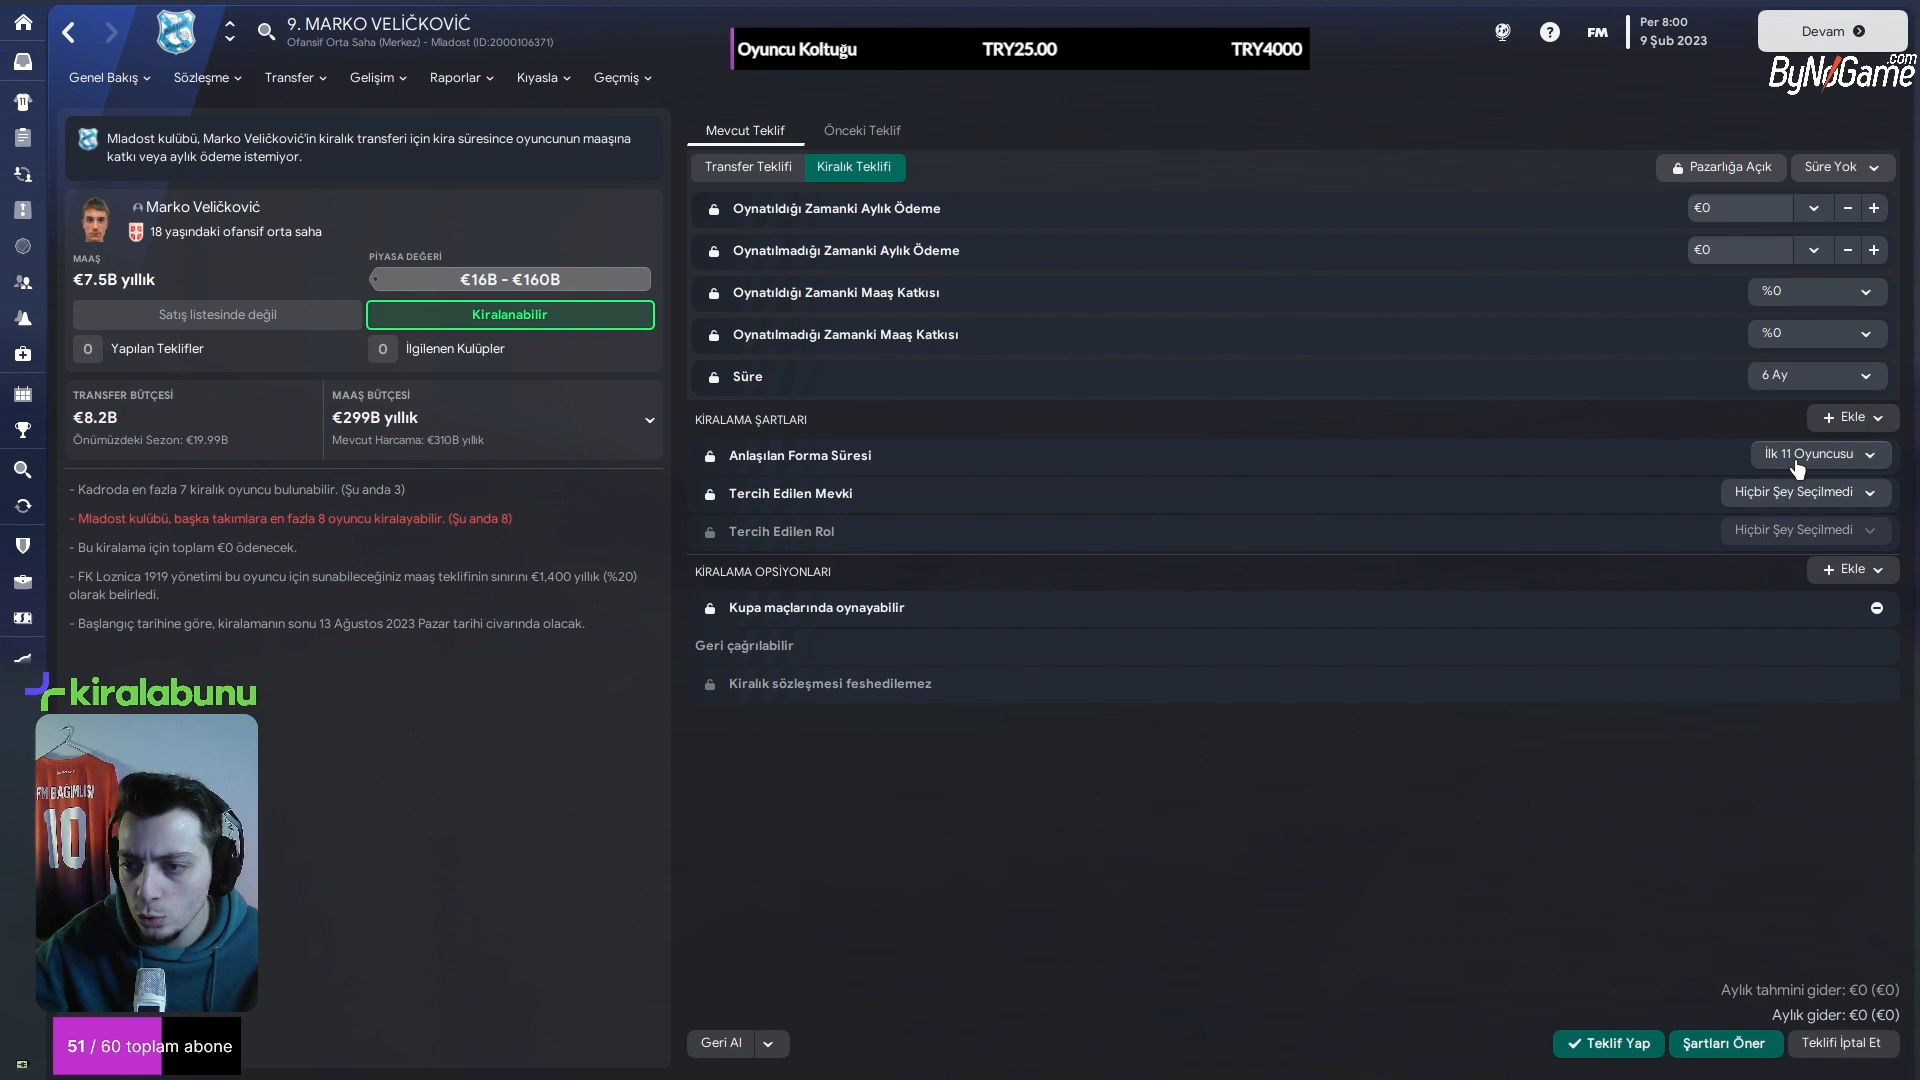 9. MARKO VELİČKOVİĆ
Ofansif Orta Saha (Merkez) - Mladost (ID:2000106371)
Oyuncu Koltuğu TRY25.00 TRY4000
FM
Per 8:00
9 Şub 2023
Devam
ByNoGame.com
Genel Bakış
Sözleşme
Transfer
Gelişim
Raporlar
Kıyasla
Geçmiş
Mladost kulübü, Marko Veličković'in kiralık transferi için kira süresince oyuncunun maaşına
katkı veya aylık ödeme istemiyor.
Marko Veličković
18 yaşındaki ofansif orta saha
MAAŞ
€7.5B yıllık
PİYASA DEĞERİ
€16B - €160B
Satış listesinde değil
Kiralanabilir
0 Yapılan Teklifler
0 İlgilenen Kulüpler
TRANSFER BÜTÇESİ
€8.2B
Önümüzdeki Sezon: €19.99B
MAAŞ BÜTÇESİ
€299B yıllık
Mevcut Harcama: €310B yıllık
- Kadroda en fazla 7 kiralık oyuncu bulunabilir. (Şu anda 3)
- Mladost kulübü, başka takımlara en fazla 8 oyuncu kiralayabilir. (Şu anda 8)
- Bu kiralama için toplam €0 ödenecek.
- FK Loznica 1919 yönetimi bu oyuncu için sunabileceğiniz maaş teklifinin sınırını €1,400 yıllık (%20)
olarak belirledi.
- Başlangıç tarihine göre, kiralamanın sonu 13 Ağustos 2023 Pazar tarihi civarında olacak.
kiralabunu
FM BAĞIMLISI
10
51 / 60 toplam abone
Mevcut Teklif
Önceki Teklif
Transfer Teklifi
Kiralık Teklifi
Pazarlığa Açık
Süre Yok
Oynatıldığı Zamanki Aylık Ödeme €0
Oynatılmadığı Zamanki Aylık Ödeme €0
Oynatıldığı Zamanki Maaş Katkısı %0
Oynatılmadığı Zamanki Maaş Katkısı %0
Süre 6 Ay
KİRALAMA ŞARTLARI
+ Ekle
Anlaşılan Forma Süresi İlk 11 Oyuncusu
Tercih Edilen Mevki Hiçbir Şey Seçilmedi
Tercih Edilen Rol Hiçbir Şey Seçilmedi
KİRALAMA OPSİYONLARI
+ Ekle
Kupa maçlarında oynayabilir
Geri çağrılabilir
Kiralık sözleşmesi feshedilemez
Aylık tahmini gider: €0 (€0)
Aylık gider: €0 (€0)
Geri Al
Teklif Yap
Şartları Öner
Teklifi İptal Et